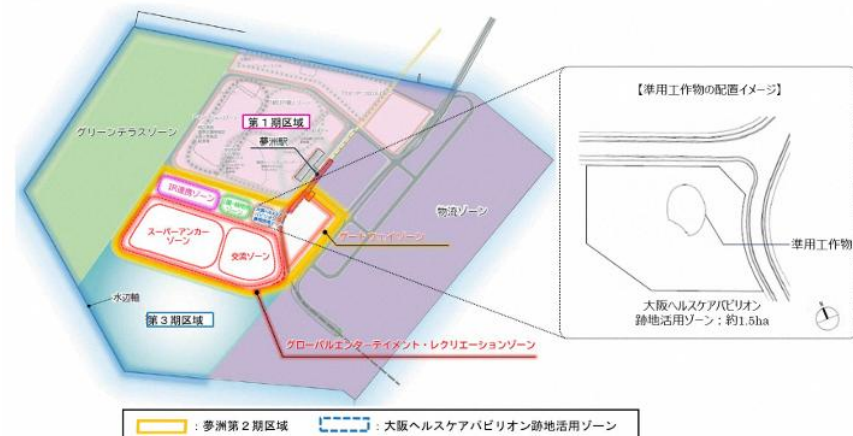 【準用工作物の配置イメージ】
第1期区域
夢洲駅
グリーンテラスゾーン
IR連携ゾーン
物流ゾーン
スーパーアンカー
ゾーン
交流ゾーン
ゲートウェイゾーン
準用工作物
水辺軸
第3期区域
大阪ヘルスケアパビリオン
跡地活用ゾーン:約1.5ha
N
グローバルエンターテイメント・レクリエーションゾーン
:夢洲第2期区域
:大阪ヘルスケアパビリオン跡地活用ゾーン